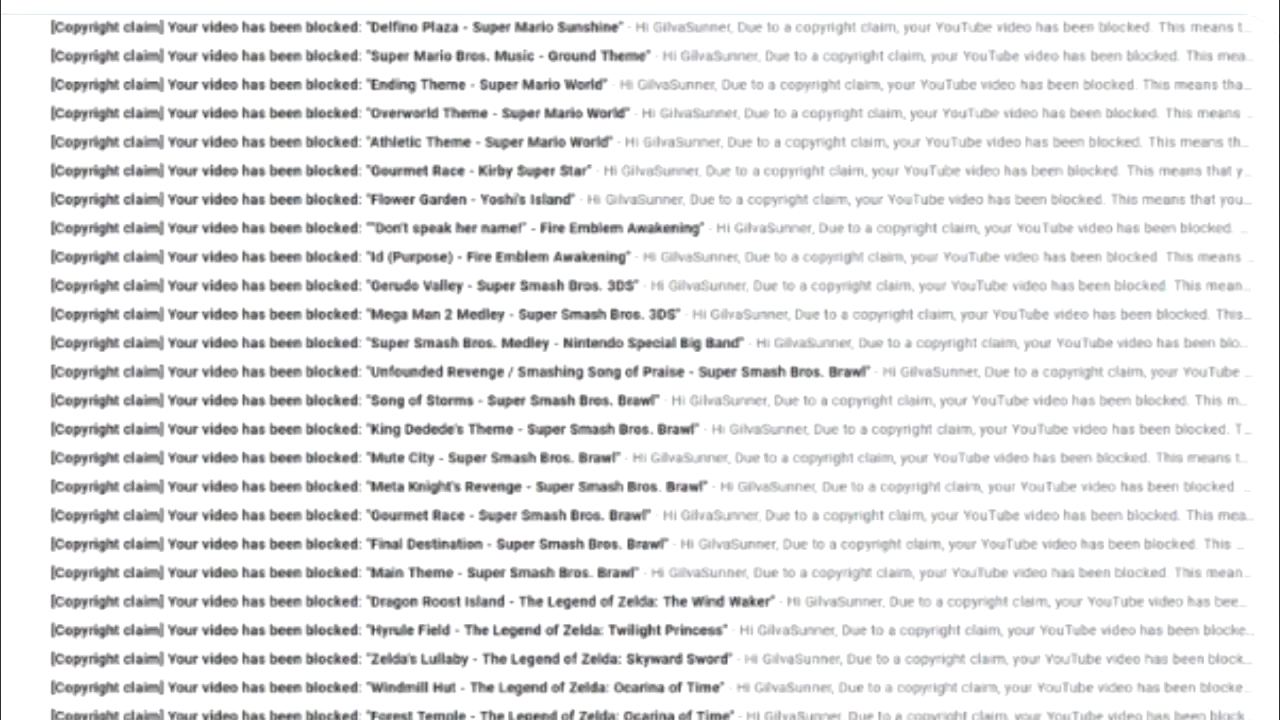 [Copyright claim] Your video has been blocked: "Delfino Plaza - Super Mario Sunshine" - Hi GilvaSunner, Due to a copyright claim, your YouTube video has been blocked. This means t...
[Copyright claim] Your video has been blocked: "Super Mario Bros. Music - Ground Theme" - Hi GilvaSunner, Due to a copyright claim, your YouTube video has been blocked. This mea...
[Copyright claim] Your video has been blocked: "Ending Theme - Super Mario World" - Hi GilvaSunner, Due to a copyright claim, your YouTube video has been blocked. This means tha...
[Copyright claim] Your video has been blocked: "Overworld Theme - Super Mario World" - Hi GilvaSunner, Due to a copyright claim, your YouTube video has been blocked. This means ...
[Copyright claim] Your video has been blocked: "Athletic Theme - Super Mario World" - Hi GilvaSunner, Due to a copyright claim, your YouTube video has been blocked. This means th...
[Copyright claim] Your video has been blocked: "Gourmet Race - Kirby Super Star" - Hi GilvaSunner, Due to a copyright claim, your YouTube video has been blocked. This means that y...
[Copyright claim] Your video has been blocked: "Flower Garden - Yoshi's Island" - Hi GilvaSunner, Due to a copyright claim, your YouTube video has been blocked. This means that you...
[Copyright claim] Your video has been blocked: ""Don't speak her name!" - Fire Emblem Awakening" - Hi GilvaSunner, Due to a copyright claim, your YouTube video has been blocked. ...
[Copyright claim] Your video has been blocked: "Id (Purpose) - Fire Emblem Awakening" - Hi GilvaSunner, Due to a copyright claim, your YouTube video has been blocked. This means ...
[Copyright claim] Your video has been blocked: "Gerudo Valley - Super Smash Bros. 3DS" - Hi GilvaSunner, Due to a copyright claim, your YouTube video has been blocked. This mean...
[Copyright claim] Your video has been blocked: "Mega Man 2 Medley - Super Smash Bros. 3DS" - Hi GilvaSunner, Due to a copyright claim, your YouTube video has been blocked. This...
[Copyright claim] Your video has been blocked: "Super Smash Bros. Medley - Nintendo Special Big Band" - Hi GilvaSunner, Due to a copyright claim, your YouTube video has been blo...
[Copyright claim] Your video has been blocked: "Unfounded Revenge / Smashing Song of Praise - Super Smash Bros. Brawl" - Hi GilvaSunner, Due to a copyright claim, your YouTube ...
[Copyright claim] Your video has been blocked: "Song of Storms - Super Smash Bros. Brawl" - Hi GilvaSunner, Due to a copyright claim, your YouTube video has been blocked. This m...
[Copyright claim] Your video has been blocked: "King Dedede's Theme - Super Smash Bros. Brawl" - Hi GilvaSunner, Due to a copyright claim, your YouTube video has been blocked. T...
[Copyright claim] Your video has been blocked: "Mute City - Super Smash Bros. Brawl" - Hi GilvaSunner, Due to a copyright claim, your YouTube video has been blocked. This means t...
[Copyright claim] Your video has been blocked: "Meta Knight's Revenge - Super Smash Bros. Brawl" - Hi GilvaSunner, Due to a copyright claim, your YouTube video has been blocked. ...
[Copyright claim] Your video has been blocked: "Gourmet Race - Super Smash Bros. Brawl" - Hi GilvaSunner, Due to a copyright claim, your YouTube video has been blocked. This mea...
[Copyright claim] Your video has been blocked: "Final Destination - Super Smash Bros. Brawl" - Hi GilvaSunner, Due to a copyright claim, your YouTube video has been blocked. This ...
[Copyright claim] Your video has been blocked: "Main Theme - Super Smash Bros. Brawl" - Hi GilvaSunner, Due to a copyright claim, your YouTube video has been blocked. This mean...
[Copyright claim] Your video has been blocked: "Dragon Roost Island - The Legend of Zelda: The Wind Waker" - Hi GilvaSunner, Due to a copyright claim, your YouTube video has bee...
[Copyright claim] Your video has been blocked: "Hyrule Field - The Legend of Zelda: Twilight Princess" - Hi GilvaSunner, Due to a copyright claim, your YouTube video has been blocke...
[Copyright claim] Your video has been blocked: "Zelda's Lullaby - The Legend of Zelda: Skyward Sword" - Hi GilvaSunner, Due to a copyright claim, your YouTube video has been block...
[Copyright claim] Your video has been blocked: "Windmill Hut - The Legend of Zelda: Ocarina of Time" - Hi GilvaSunner, Due to a copyright claim, your YouTube video has been blocke...
[Copyright claim] Your video has been blocked: "Forest Temple - The Legend of Zelda: Ocarina of Time" - Hi GilvaSunner, Due to a copyright claim, your YouTube video has been block...